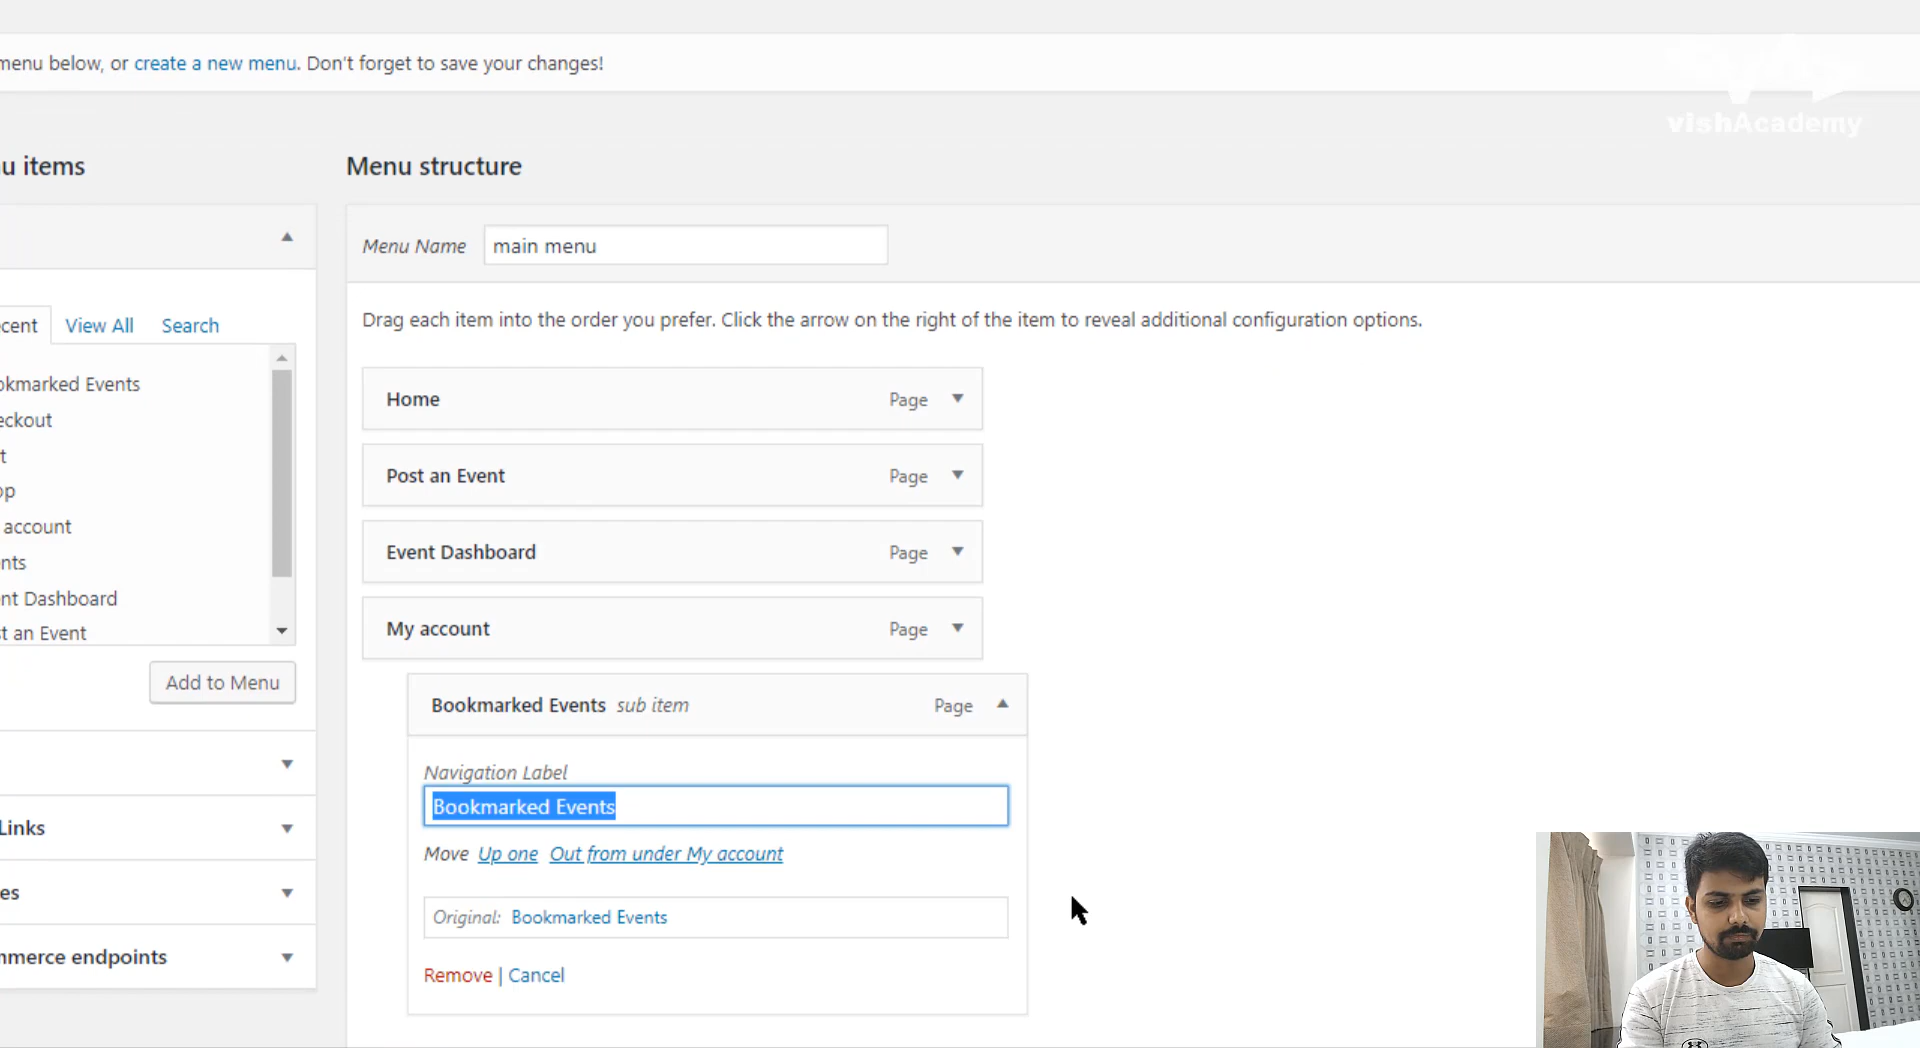 menu below, or create a new menu. Don't forget to save your changes!
vishAcademy
u items
Menu structure
Menu Name main menu
cent View All Search
Drag each item into the order you prefer. Click the arrow on the right of the item to reveal additional configuration options.
okmarked Events
eckout
t
op
account
nts
nt Dashboard
t an Event
Add to Menu
Links
es
mmerce endpoints
Home Page
Post an Event Page
Event Dashboard Page
My account Page
Bookmarked Events sub item Page
Navigation Label
Bookmarked Events
Move Up one Out from under My account
Original: Bookmarked Events
Remove | Cancel